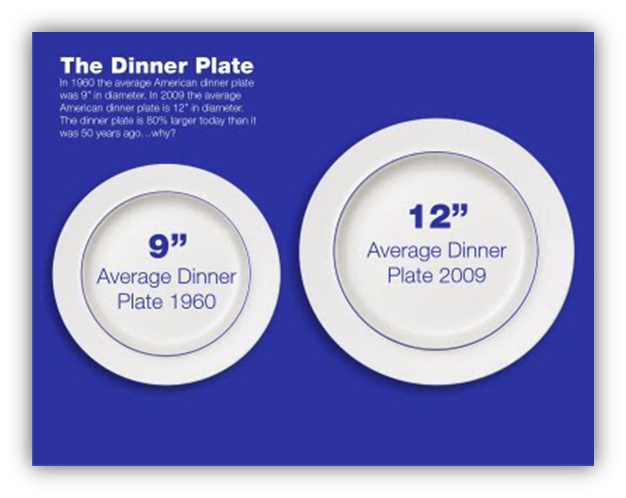 The Dinner Plate
In 1960 the average American dinner plate
was 9” in diameter. In 2009 the average
American dinner plate is 12” in diameter.
The dinner plate is 80% larger today than it
was 50 years ago...why?
9”
Average Dinner
Plate 1960
12”
Average Dinner
Plate 2009